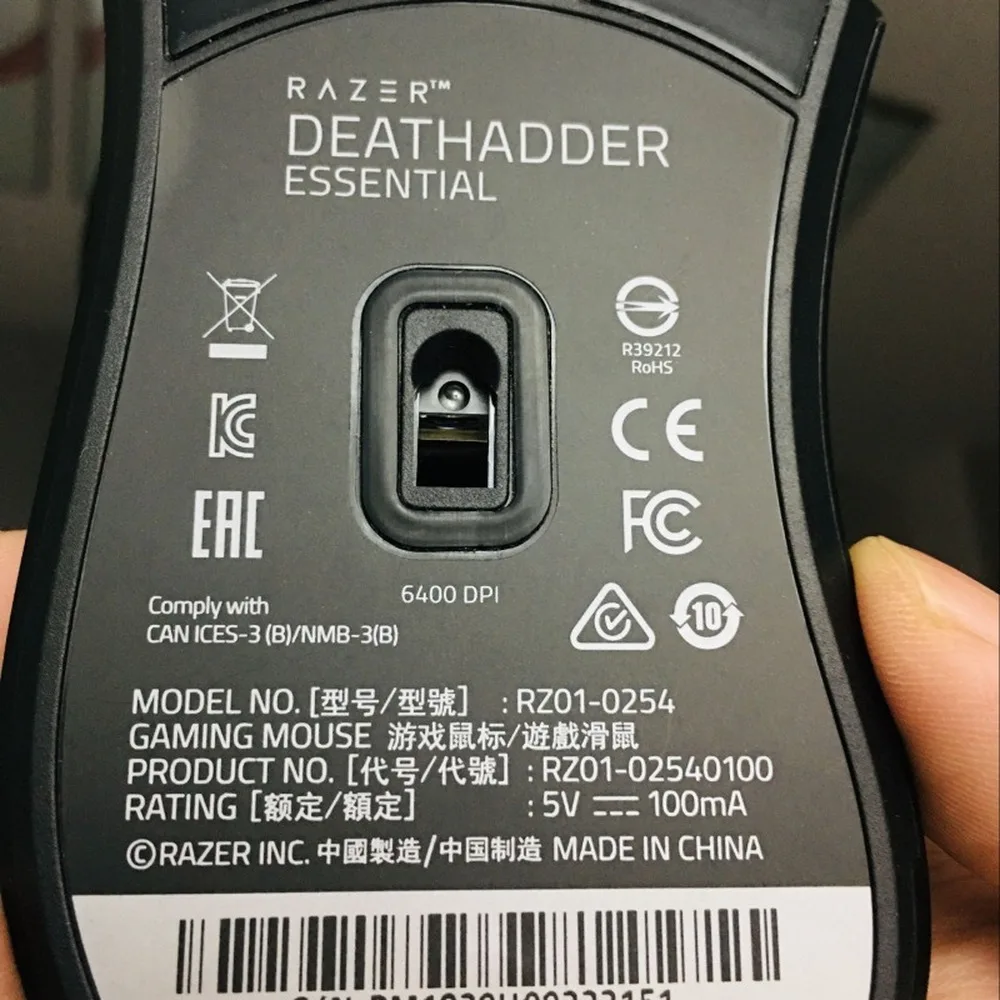 RAZER™
DEATHADDER
ESSENTIAL
R39212
RoHS
CE
FC
EAC
6400 DPI
10
Comply with
CAN ICES-3 (B)/NMB-3(B)
MODEL NO. [型号/型號] : RZ01-0254
GAMING MOUSE 游戏鼠标/遊戲滑鼠
PRODUCT NO. [代号/代號] : RZ01-02540100
RATING [额定/額定] : 5V ⎓ 100mA
©RAZER INC. 中國製造/中国制造 MADE IN CHINA